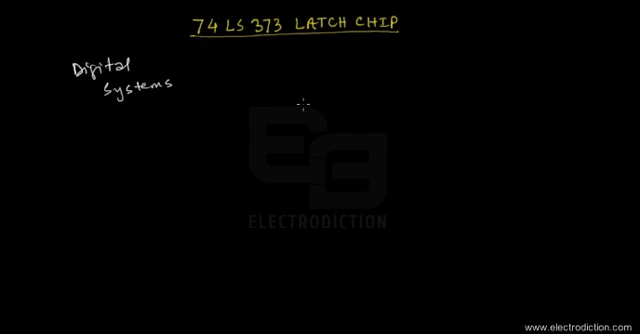 74 LS 373 LATCH CHIP
Digital
Systems
ELECTRODICTION
www.electrodiction.com